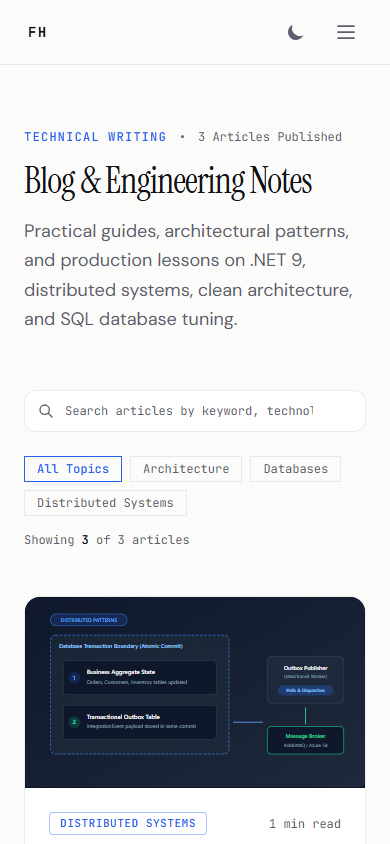 FH
TECHNICAL WRITING • 3 Articles Published
Blog & Engineering Notes
Practical guides, architectural patterns,
and production lessons on .NET 9,
distributed systems, clean architecture,
and SQL database tuning.
Search articles by keyword, technol
All Topics
Architecture
Databases
Distributed Systems
Showing 3 of 3 articles
DISTRIBUTED PATTERNS
Database Transaction Boundary (Atomic Commit)
1
Business Aggregate State
Orders, Customers, Inventory tables updated
2
Transactional Outbox Table
IntegrationEvent payload stored in same commit
Outbox Publisher
Worker)
Polls & Dispatches
Message Broker
RabbitMQ / Azure SB
DISTRIBUTED SYSTEMS
1 min read